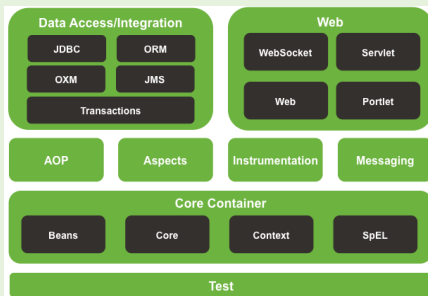 Data Access/Integration
JDBC
ORM
OXM
JMS
Transactions
Web
WebSocket
Servlet
Web
Portlet
AOP
Aspects
Instrumentation
Messaging
Core Container
Beans
Core
Context
SpEL
Test